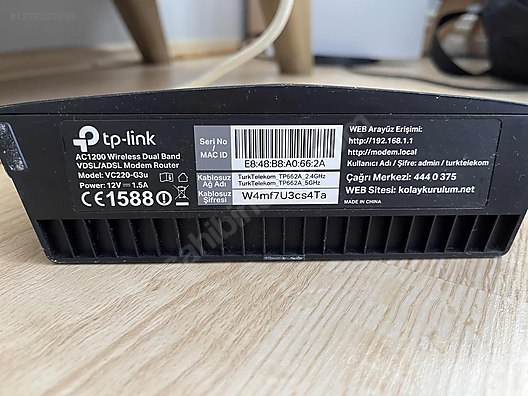 #1272332693
tp-link
AC1200 Wireless Dual Band
VDSL/ADSL Modem Router
Model: VC220-G3u
Power: 12V 1.5A
CE1588
Seri No
/
MAC ID
E8:48:B8:A0:66:2A
Kablosuz
Ağ Adı
TurkTelekom_TP662A_2.4GHz
TurkTelekom_TP662A_5GHz
Kablosuz
Şifresi
W4mf7U3cs4Ta
WEB Arayüz Erişimi:
http://192.168.1.1
http://modem.local
Kullanıcı Adı / Şifre: admin / turktelekom
Çağrı Merkezi: 444 0 375
WEB Sitesi: kolaykurulum.net
MADE IN CHINA